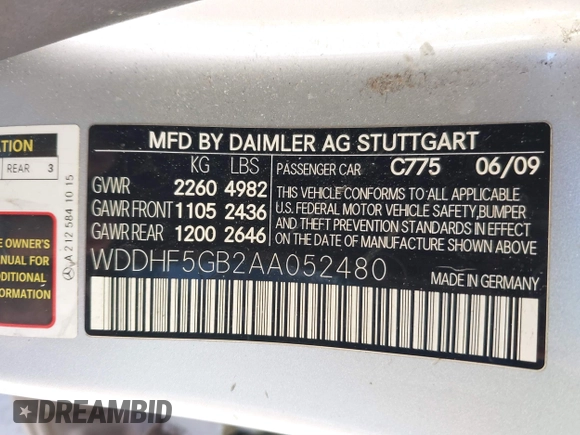 ATION
REAR 3
E OWNER'S
MANUAL FOR
ADDITIONAL
INFORMATION
A 212 584 10 15
MFD BY DAIMLER AG STUTTGART
KG LBS
GVWR 2260 4982
GAWR FRONT 1105 2436
GAWR REAR 1200 2646
PASSENGER CAR C775 06/09
THIS VEHICLE CONFORMS TO ALL APPLICABLE
U.S. FEDERAL MOTOR VEHICLE SAFETY, BUMPER
AND THEFT PREVENTION STANDARDS IN EFFECT
ON THE DATE OF MANUFACTURE SHOWN ABOVE.
WDDHF5GB2AA052480
MADE IN GERMANY
DREAMBID